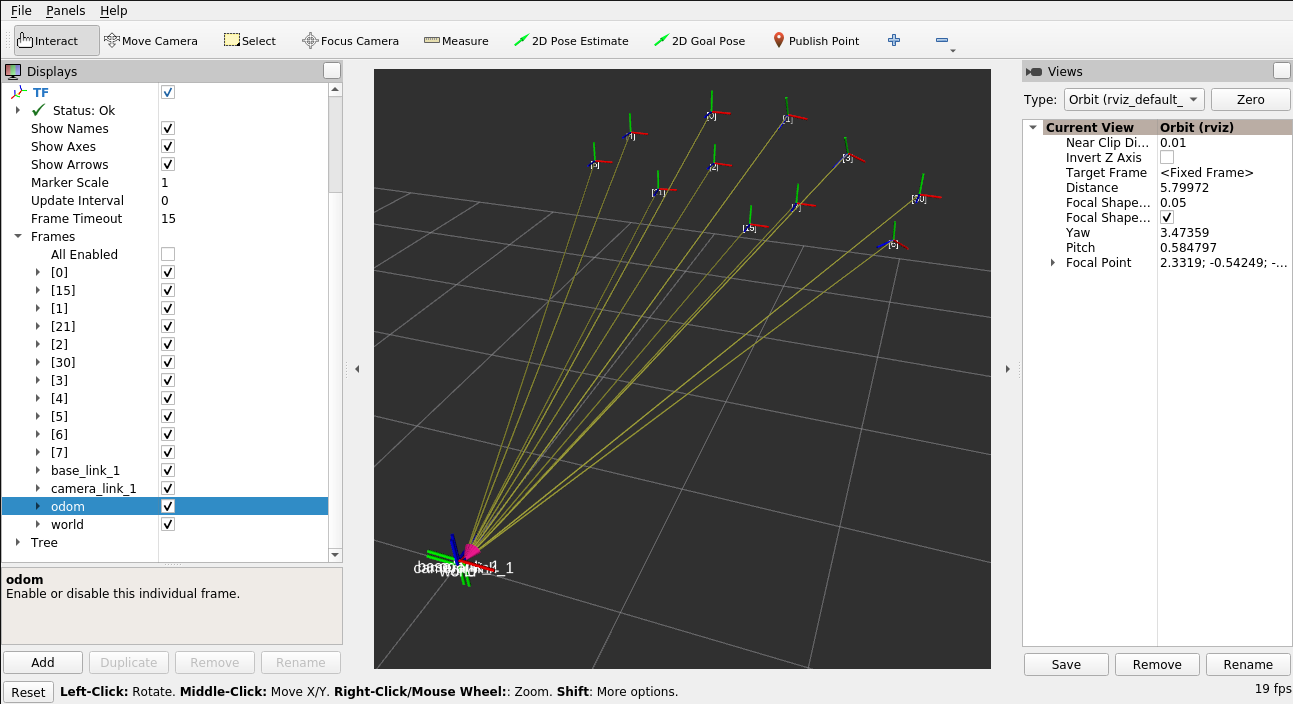 File Panels Help
Interact Move Camera Select Focus Camera Measure 2D Pose Estimate 2D Goal Pose Publish Point
Displays
TF
Status: Ok
Show Names
Show Axes
Show Arrows
Marker Scale 1
Update Interval 0
Frame Timeout 15
Frames
All Enabled
[0]
[15]
[1]
[21]
[2]
[30]
[3]
[4]
[5]
[6]
[7]
base_link_1
camera_link_1
odom
world
Tree
odom
Enable or disable this individual frame.
Add Duplicate Remove Rename
Reset Left-Click: Rotate. Middle-Click: Move X/Y. Right-Click/Mouse Wheel:: Zoom. Shift: More options.
[1]
[3]
[2]
[30]
[6]
[15]
Views
Type: Orbit (rviz_default_ Zero
Current View Orbit (rviz)
Near Clip Di... 0.01
Invert Z Axis
Target Frame <Fixed Frame>
Distance 5.79972
Focal Shape... 0.05
Focal Shape...
Yaw 3.47359
Pitch 0.584797
Focal Point 2.3319; -0.54249; -...
Save Remove Rename
19 fps